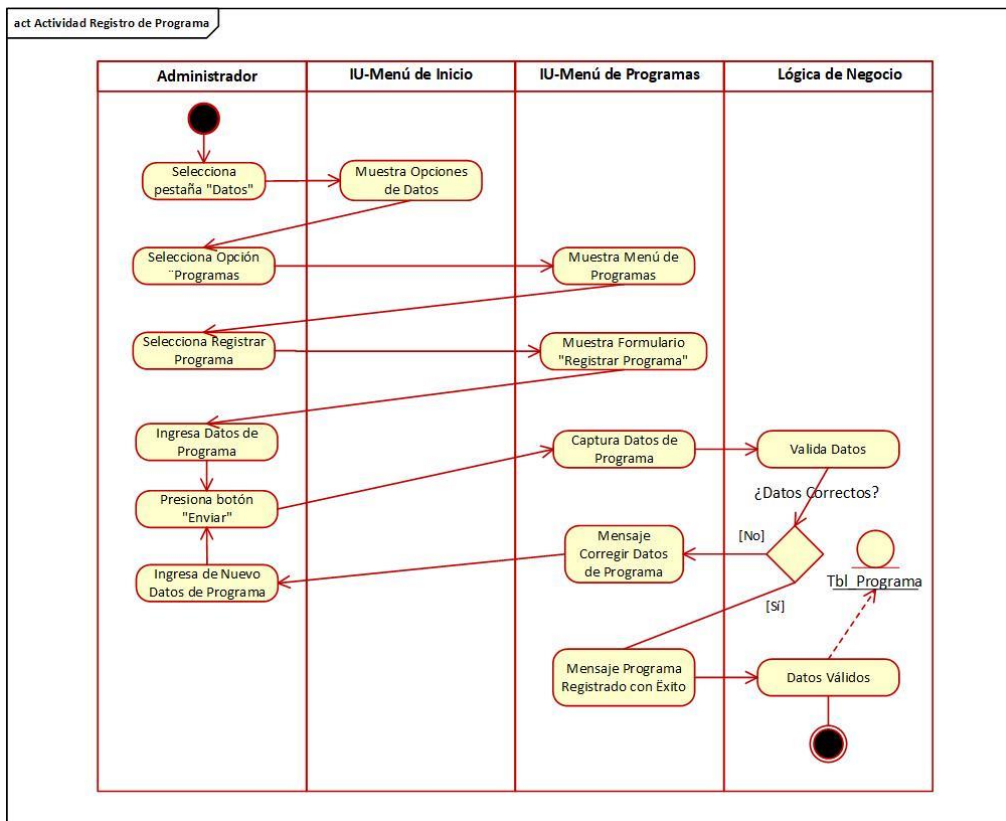 act Actividad Registro de Programa
Administrador
IU-Menú de Inicio
IU-Menú de Programas
Lógica de Negocio
Selecciona
pestaña "Datos"
Muestra Opciones
de Datos
Selecciona Opción
¨Programas
Muestra Menú de
Programas
Selecciona Registrar
Programa
Muestra Formulario
"Registrar Programa"
Ingresa Datos de
Programa
Captura Datos de
Programa
Valida Datos
Presiona botón
"Enviar"
¿Datos Correctos?
[No]
Mensaje
Corregir Datos
de Programa
Ingresa de Nuevo
Datos de Programa
Tbl_Programa
[Sí]
Mensaje Programa
Registrado con Ëxito
Datos Válidos